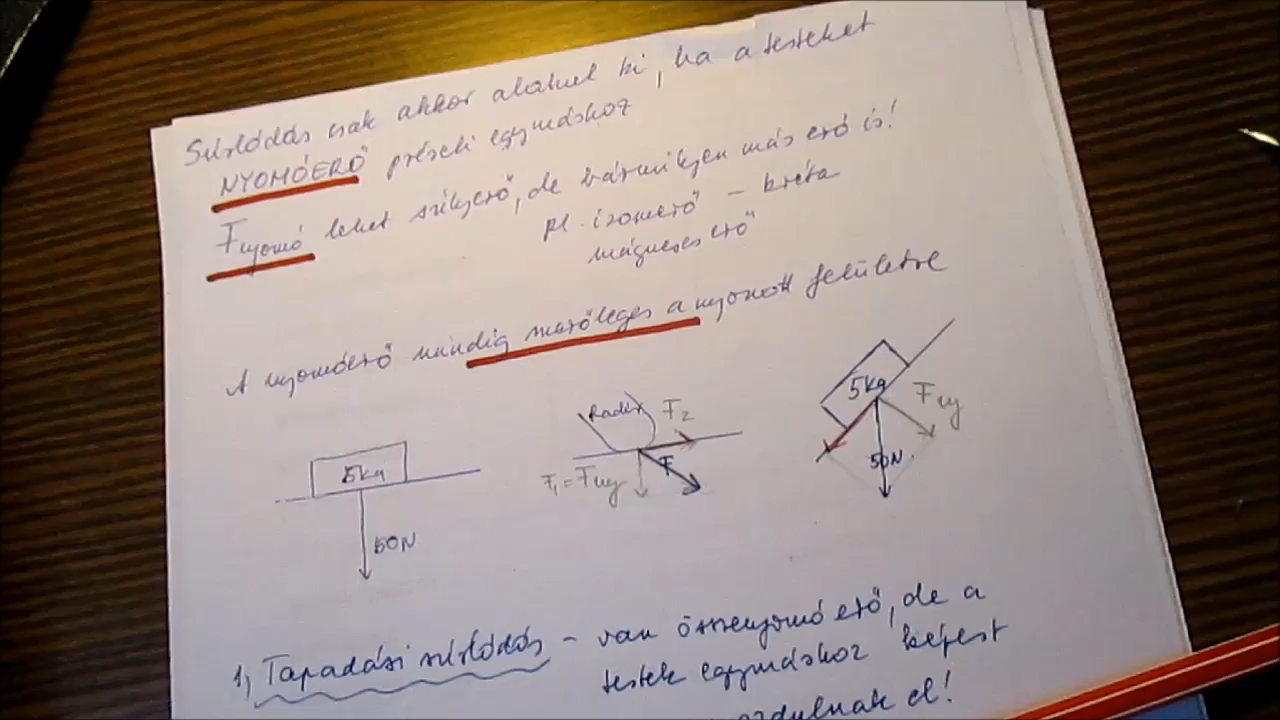 Súrlódás csak akkor alakul ki, ha a testeket
NYOMÓERŐ préseli egymáshoz
Fnyomó lehet súlyerő, de bármilyen más erő is!
pl. izomerő - kréta
mágneses erő
A nyomóerő mindig merőleges a nyomott felületre
5kg
50N
Radír
F2
F
F1 = Fny
5kg
Fny
50N
1, Tapadási súrlódás - van összenyomó erő, de a
testek egymáshoz képest
mozdulnak el!